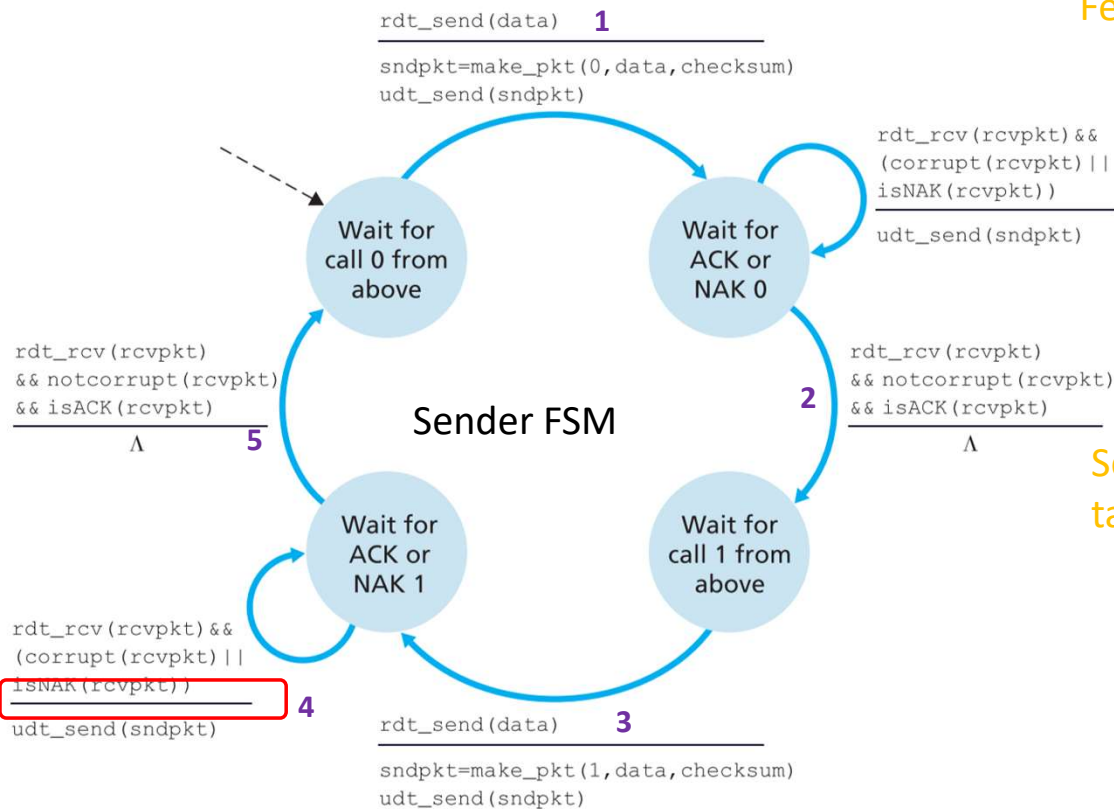 rdt_send(data) 1
sndpkt=make_pkt(0,data,checksum)
udt_send(sndpkt)
Fe
rdt_rcv(rcvpkt)&&
(corrupt(rcvpkt)||
isNAK(rcvpkt))
udt_send(sndpkt)
Wait for
call 0 from
above
Wait for
ACK or
NAK 0
rdt_rcv(rcvpkt)
&& notcorrupt(rcvpkt)
&& isACK(rcvpkt)
Λ
5
Sender FSM
2
rdt_rcv(rcvpkt)
&& notcorrupt(rcvpkt)
&& isACK(rcvpkt)
Λ
Wait for
ACK or
NAK 1
Wait for
call 1 from
above
rdt_rcv(rcvpkt)&&
(corrupt(rcvpkt)||
isNAK(rcvpkt))
udt_send(sndpkt)
4
rdt_send(data) 3
sndpkt=make_pkt(1,data,checksum)
udt_send(sndpkt)